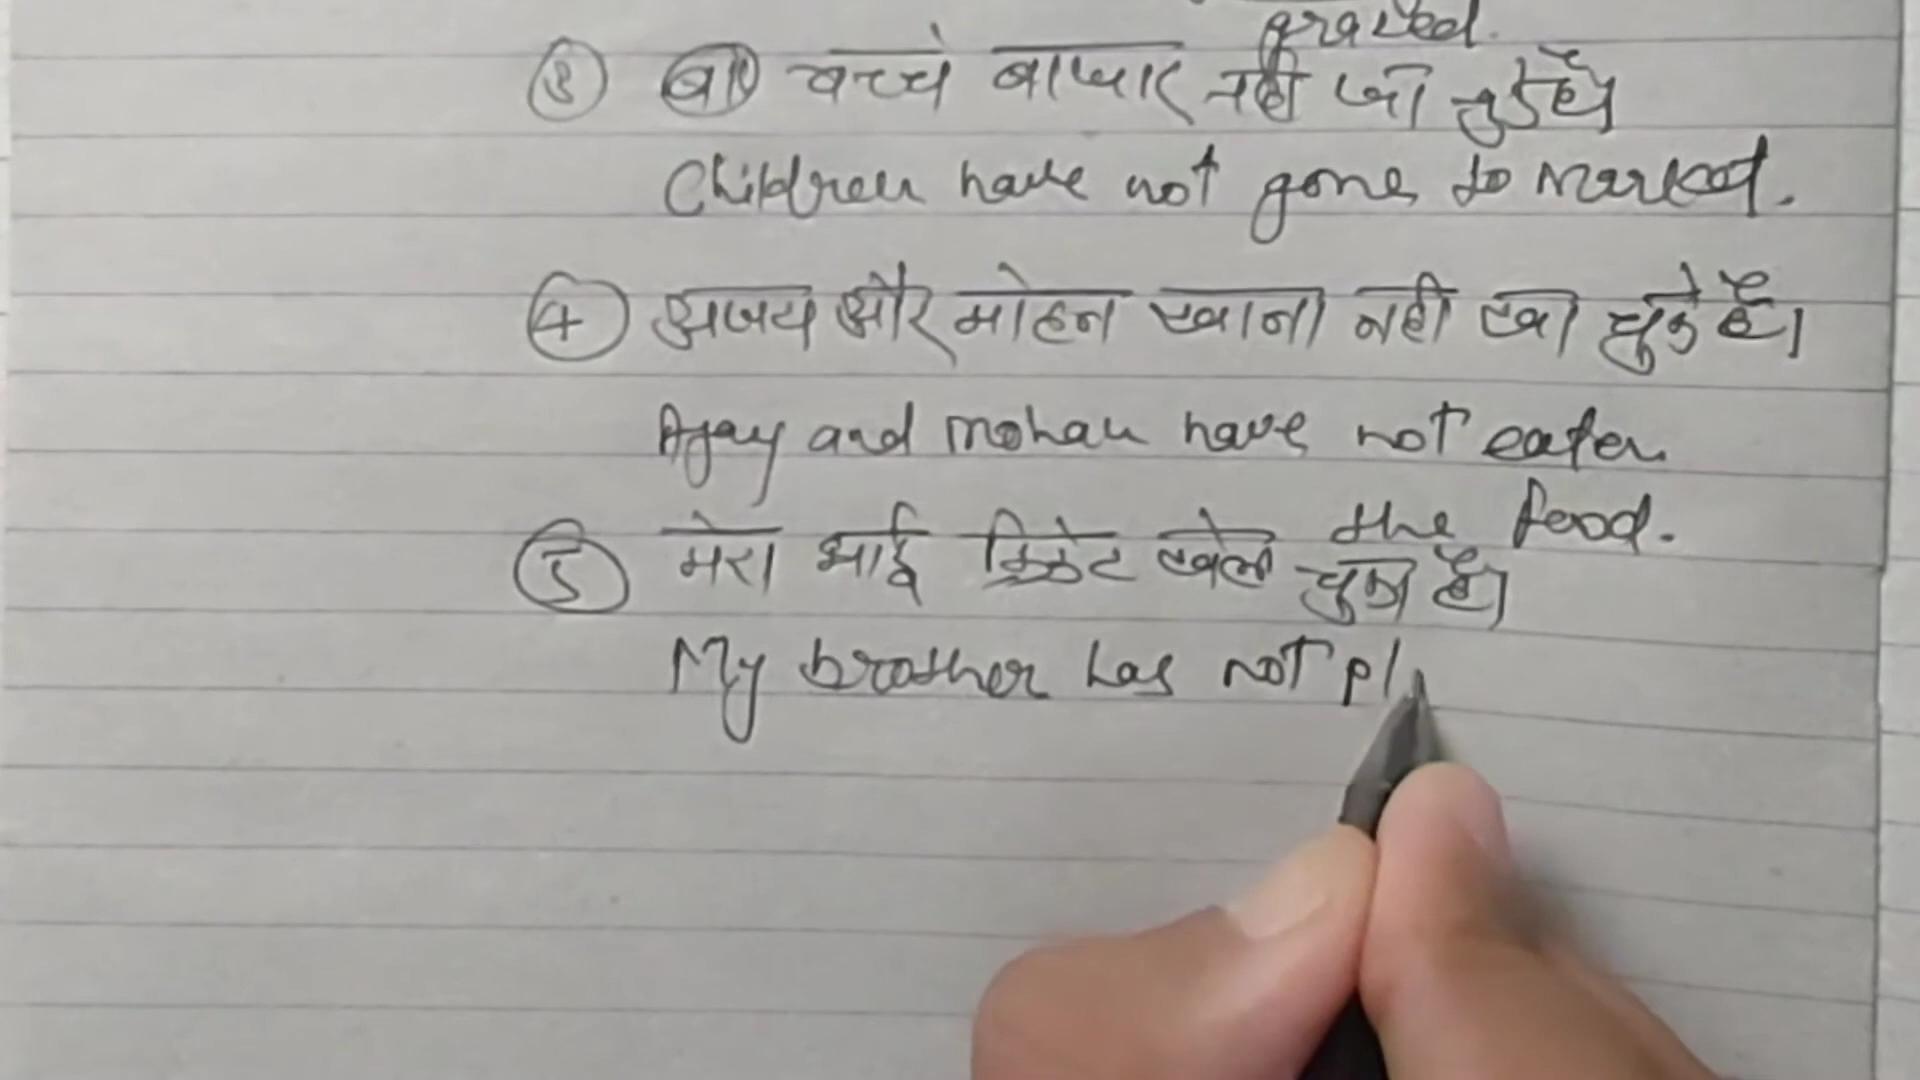 ③ बच्चे बाजार नही जा चुके है।
Children have not gone to market.
④ अजय और मोहन खाना नही खा चुके है।
Ajay and Mohan have not eaten
the food.
⑤ मेरा भाई क्रिकेट खेल चुका है।
My brother has not pl